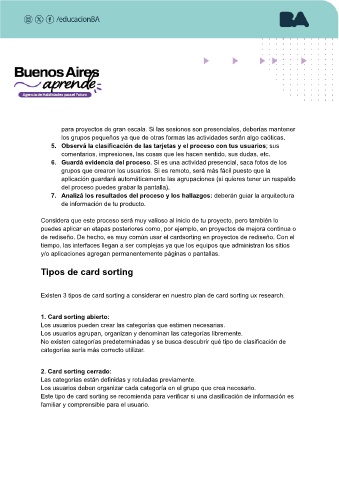 /educacionBA
BA
Buenos Aires
aprende
Agencia de Habilidades para el Futuro
para proyectos de gran escala. Si las sesiones son presenciales, deberías mantener
los grupos pequeños ya que de otras formas las actividades serán algo caóticas.
5. Observá la clasificación de las tarjetas y el proceso con tus usuarios; sus
comentarios, impresiones, las cosas que les hacen sentido, sus dudas, etc.
6. Guardá evidencia del proceso. Si es una actividad presencial, saca fotos de los
grupos que crearon los usuarios. Si es remoto, será más fácil puesto que la
aplicación guardará automáticamente las agrupaciones (si quieres tener un respaldo
del proceso puedes grabar la pantalla).
7. Analizá los resultados del proceso y los hallazgos: deberán guiar la arquitectura
de información de tu producto.
Considera que este proceso será muy valioso al inicio de tu proyecto, pero también lo
puedes aplicar en etapas posteriores como, por ejemplo, en proyectos de mejora continua o
de rediseño. De hecho, es muy común usar el cardsorting en proyectos de rediseño. Con el
tiempo, las interfaces llegan a ser complejas ya que los equipos que administran los sitios
y/o aplicaciones agregan permanentemente páginas o pantallas.
Tipos de card sorting
Existen 3 tipos de card sorting a considerar en nuestro plan de card sorting ux research.
1. Card sorting abierto:
Los usuarios pueden crear las categorías que estimen necesarias.
Los usuarios agrupan, organizan y denominan las categorías libremente.
No existen categorías predeterminadas y se busca descubrir qué tipo de clasificación de
categorías sería más correcto utilizar.
2. Card sorting cerrado:
Las categorías están definidas y rotuladas previamente.
Los usuarios deben organizar cada categoría en el grupo que crea necesario.
Este tipo de card sorting se recomienda para verificar si una clasificación de información es
familiar y comprensible para el usuario.